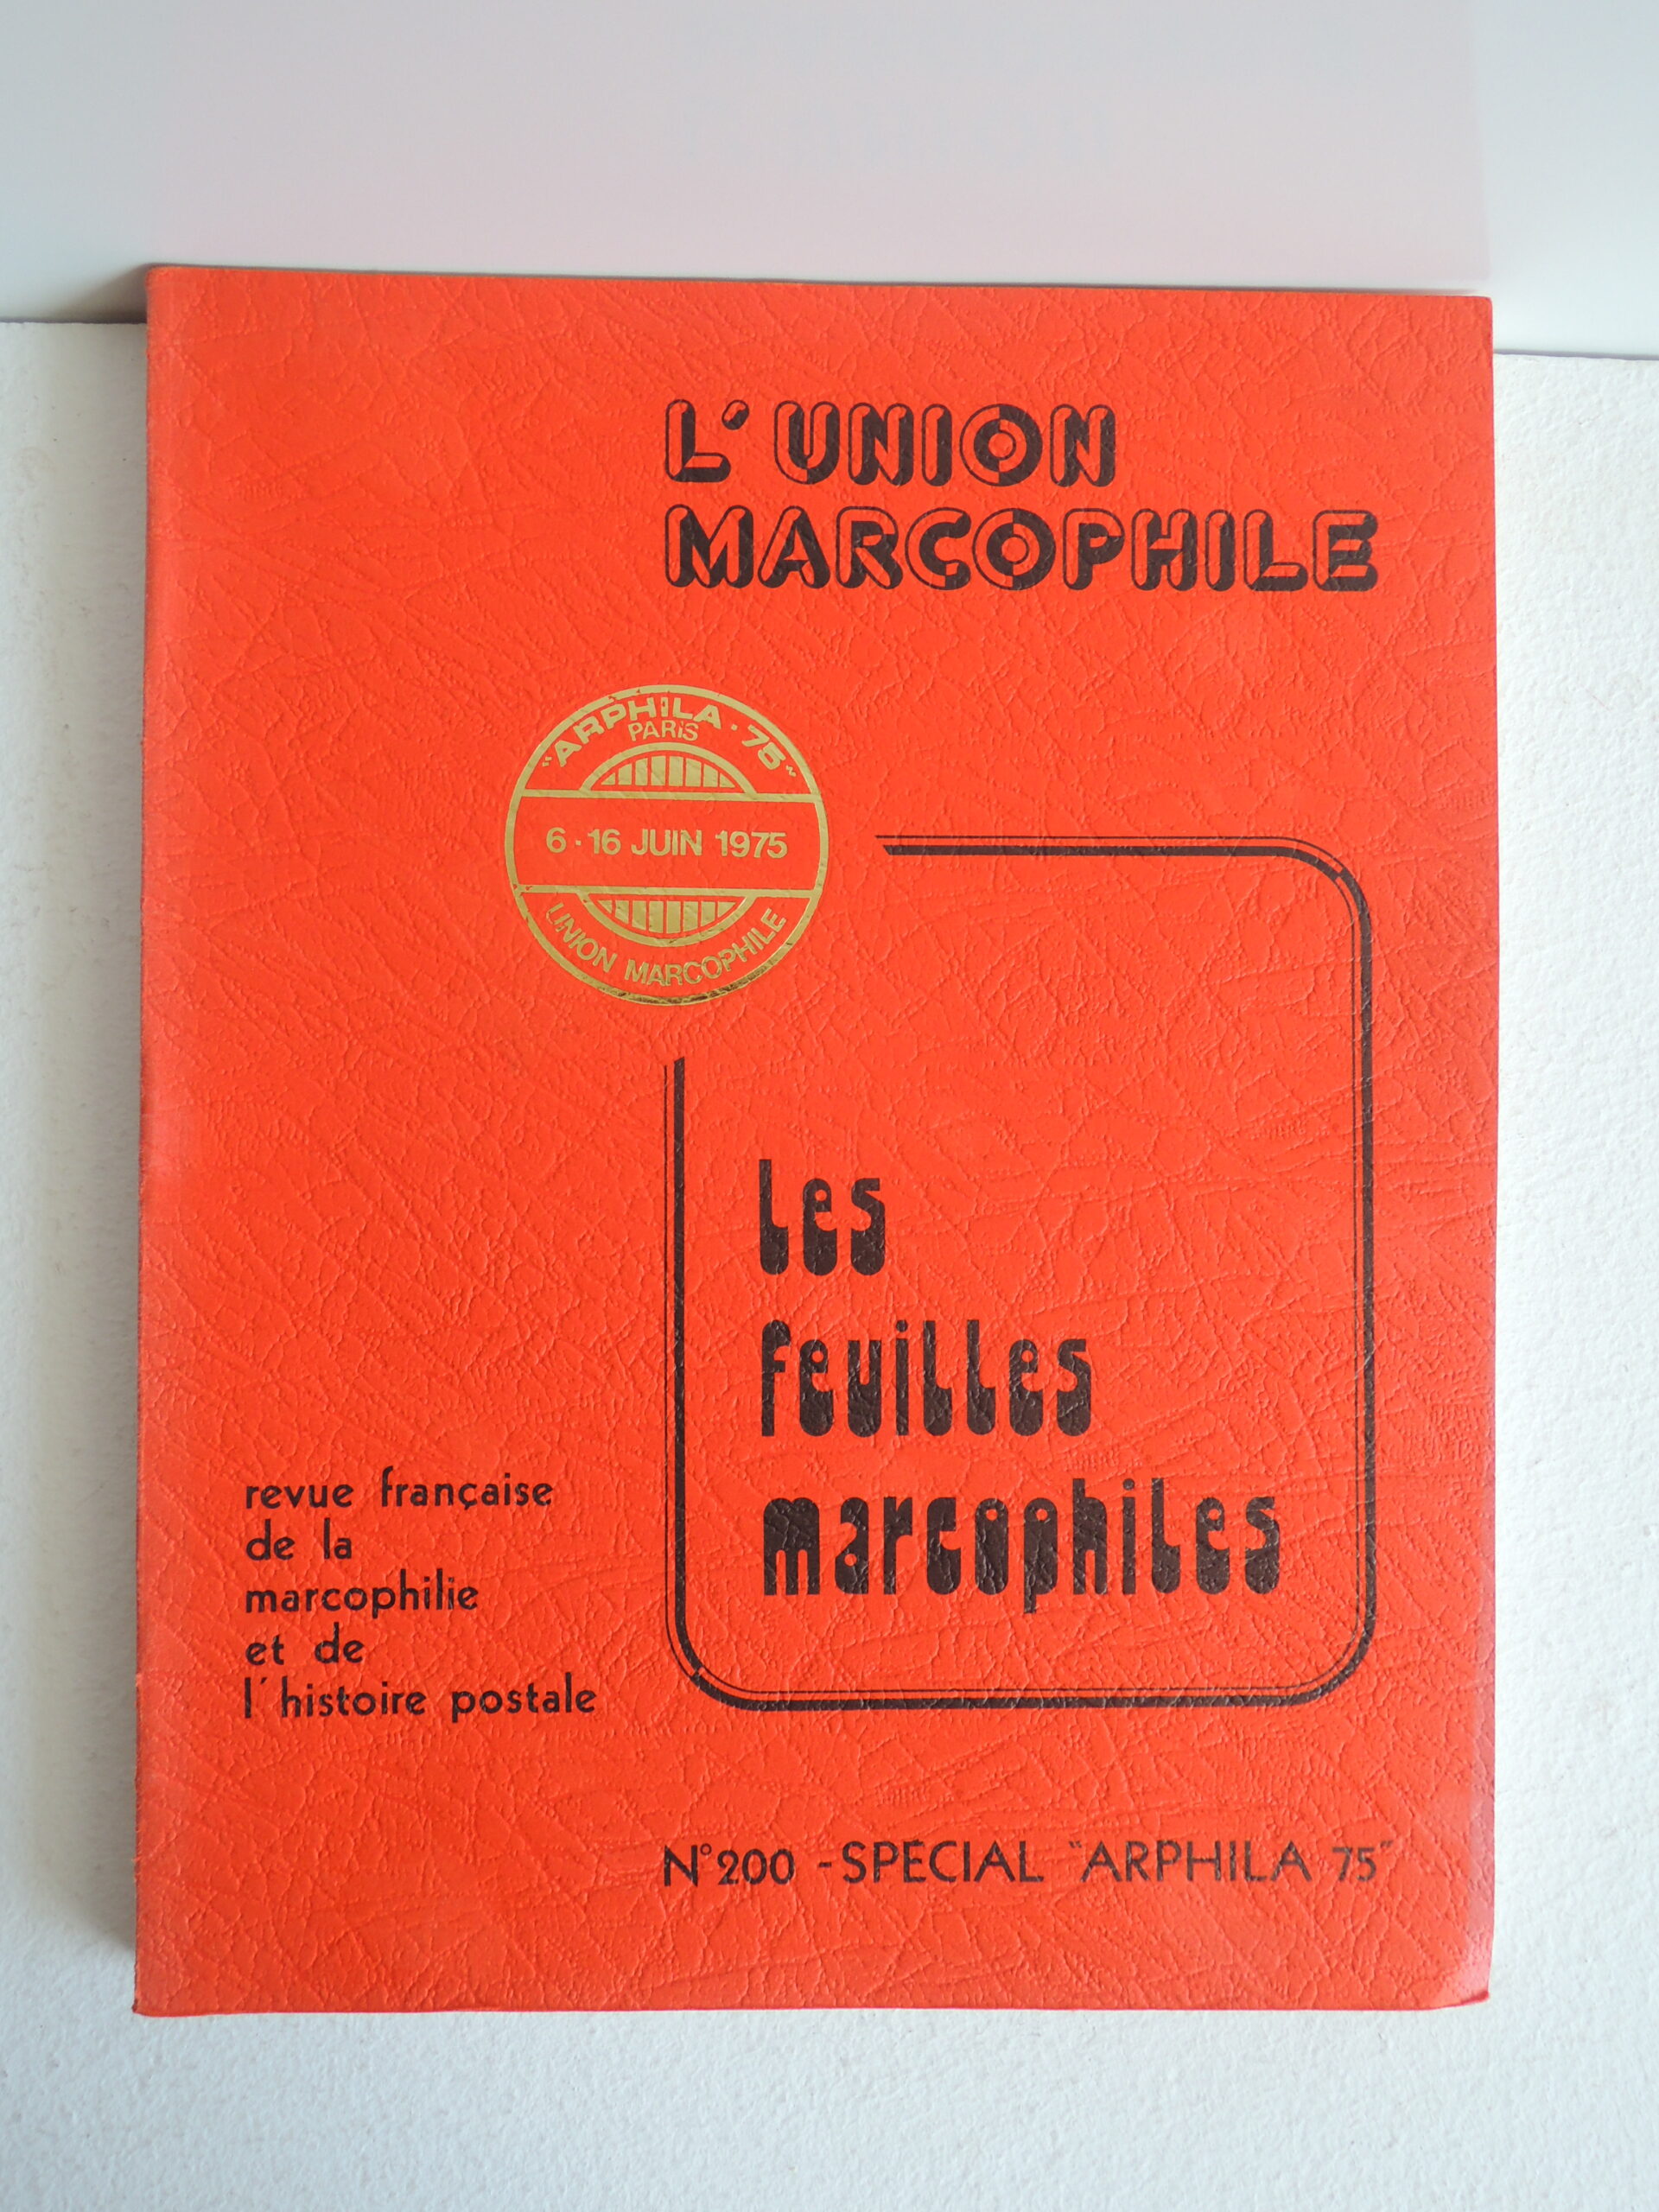 L'UNION
MARCOPHILE
"ARPHILA·75"
PARIS
6·16 JUIN 1975
UNION MARCOPHILE
les
feuilles
marcophiles
revue française
de la
marcophilie
et de
l'histoire postale
N°200 -SPÉCIAL "ARPHILA 75"